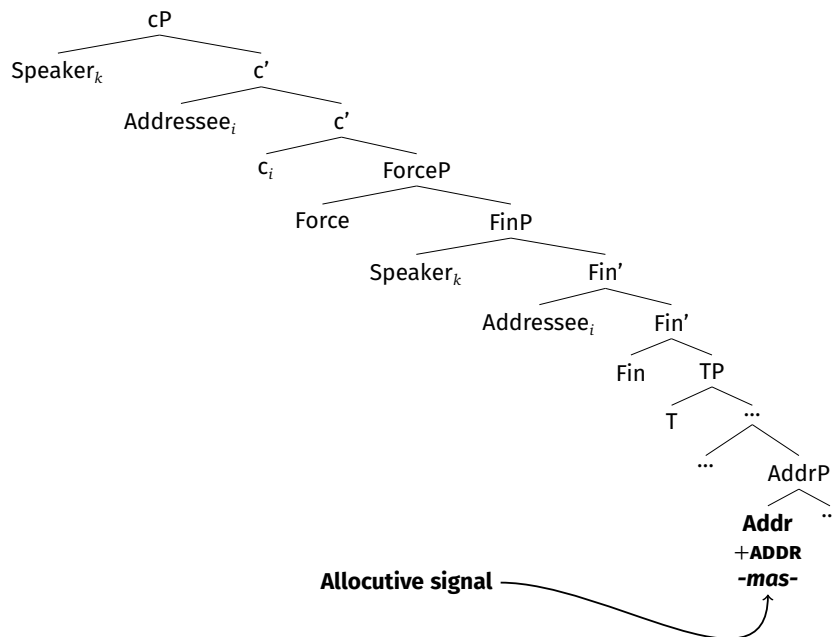 cP
Speakerₖ c’
Addresseeᵢ c’
cᵢ ForceP
Force FinP
Speakerₖ Fin’
Addresseeᵢ Fin’
Fin TP
T ...
... AddrP
Addr ..
+ADDR
-mas-
Allocutive signal